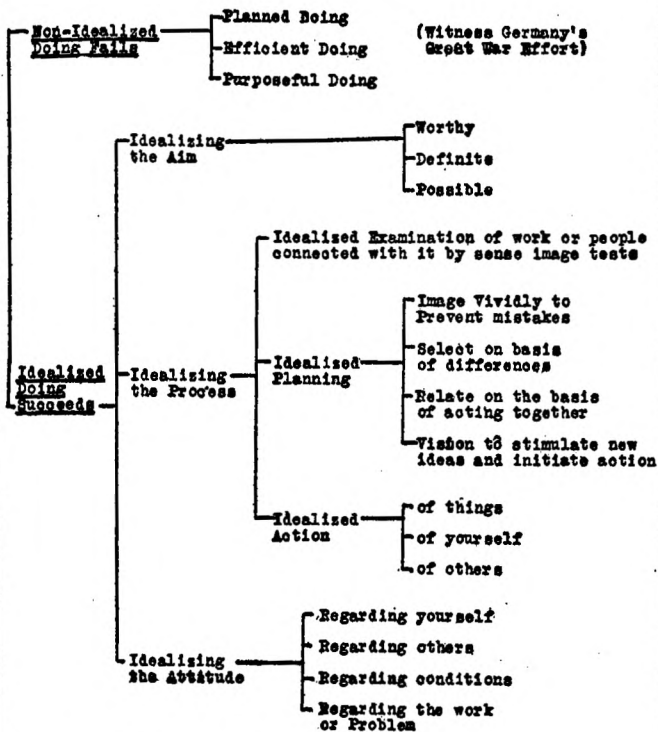 Non-Idealized
Doing Fails
Planned Doing
Efficient Doing
Purposeful Doing
(Witness Germany's
Great War Effort)
Idealizing
the Aim
Worthy
Definite
Possible
Idealized
Doing
Succeeds
Idealizing
the Process
Idealized Examination of work or people
connected with it by sense image tests
Idealized
Planning
Image Vividly to
Prevent mistakes
Select on basis
of differences
Relate on the basis
of acting together
Vision to stimulate new
ideas and initiate action
Idealized
Action
of things
of yourself
of others
Idealizing
the Attitude
Regarding yourself
Regarding others
Regarding conditions
Regarding the work
or Problem